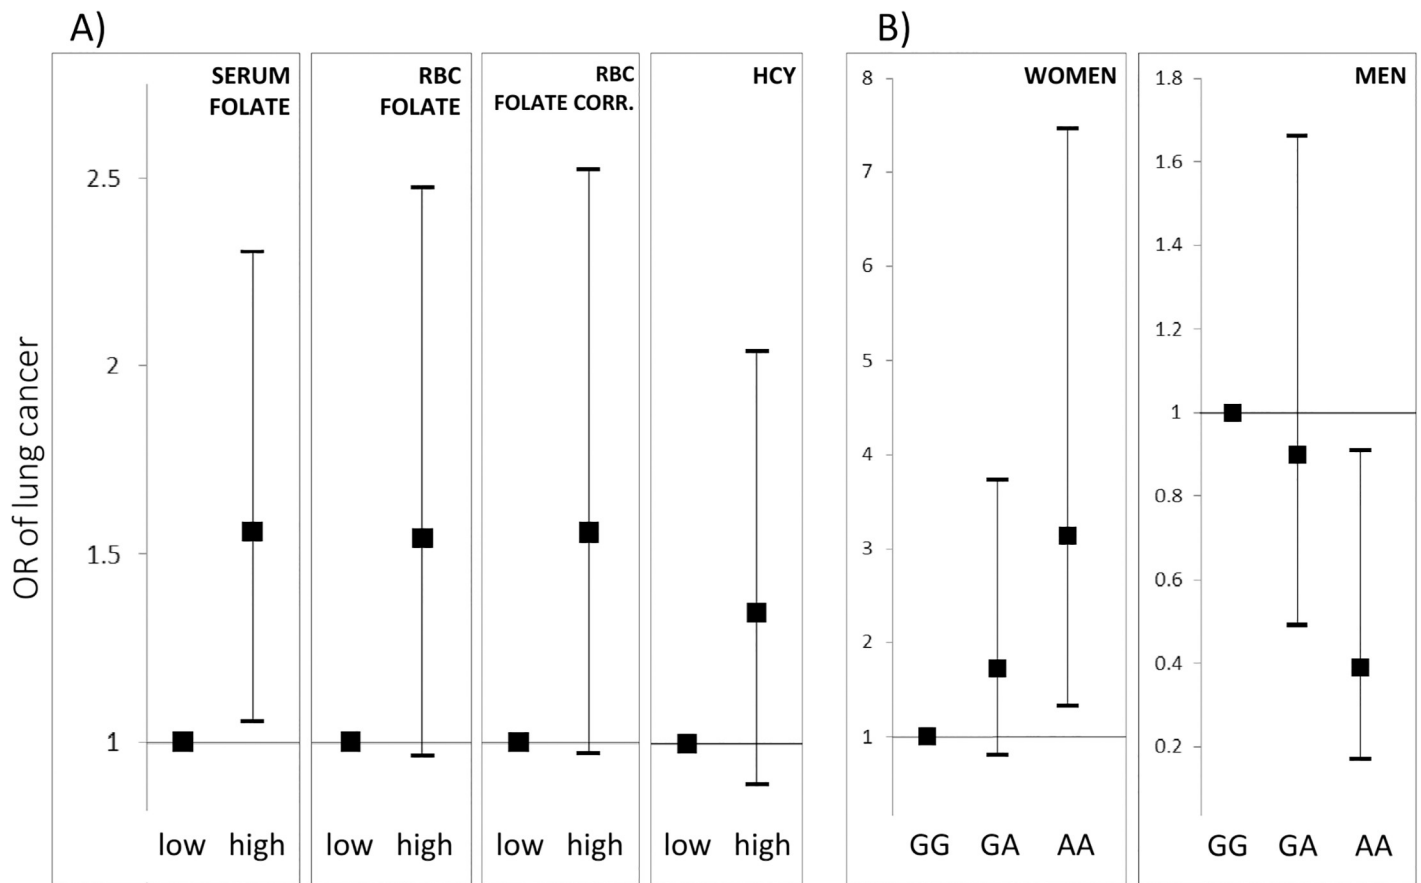 A)
OR of lung cancer
2.5
2
1.5
1
SERUM
FOLATE
low high
RBC
FOLATE
low high
RBC
FOLATE CORR.
low high
HCY
low high
B)
WOMEN
8
7
6
5
4
3
2
1
GG GA AA
MEN
1.8
1.6
1.4
1.2
1
0.8
0.6
0.4
0.2
GG GA AA